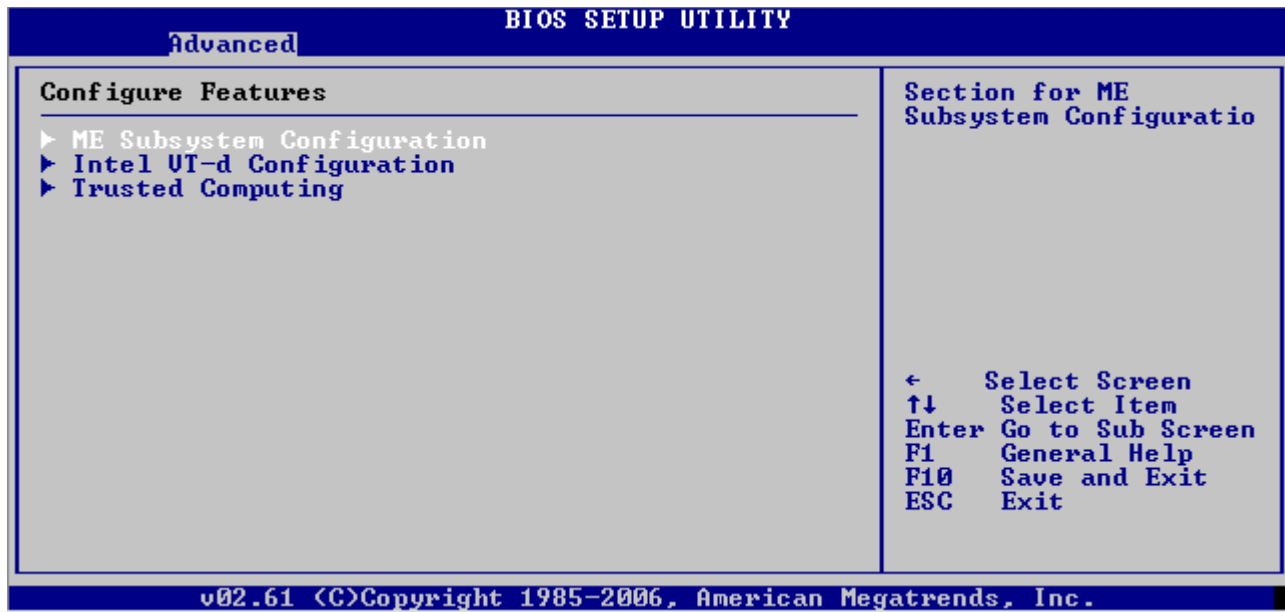 BIOS SETUP UTILITY
Advanced
Configure Features
► ME Subsystem Configuration
► Intel VT-d Configuration
► Trusted Computing
Section for ME
Subsystem Configuratio
← Select Screen
↑↓ Select Item
Enter Go to Sub Screen
F1 General Help
F10 Save and Exit
ESC Exit
v02.61 (C)Copyright 1985-2006, American Megatrends, Inc.